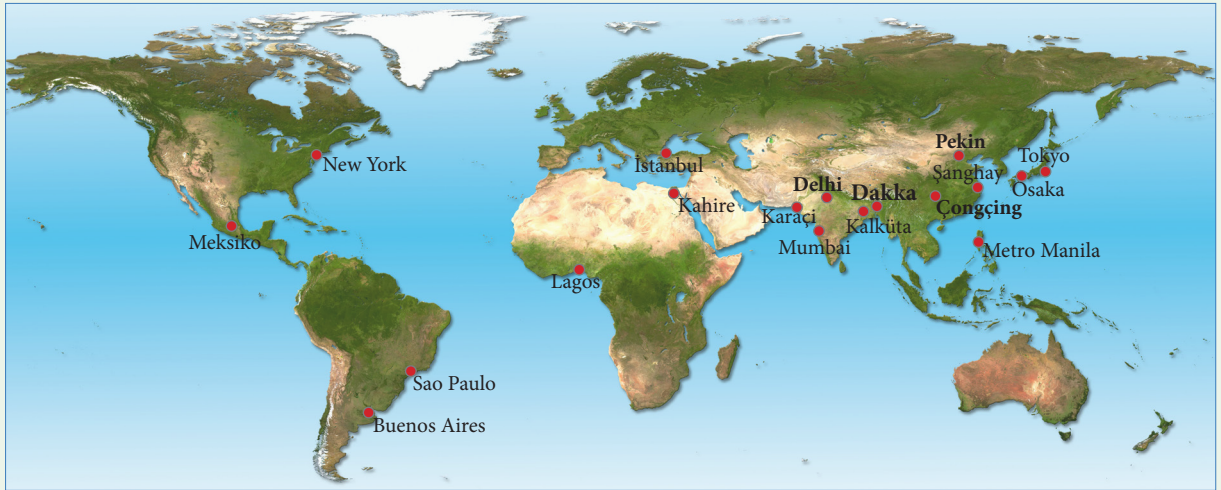 New York
İstanbul
Pekin
Tokyo
Şanghay
Osaka
Delhi
Dakka
Kahire
Karaçi
Kalküta
Çongçing
Meksiko
Mumbai
Metro Manila
Lagos
Sao Paulo
Buenos Aires